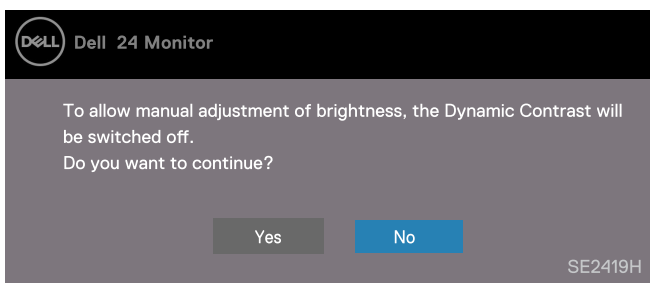 DELL Dell 24 Monitor
To allow manual adjustment of brightness, the Dynamic Contrast will
be switched off.
Do you want to continue?
Yes No
SE2419H